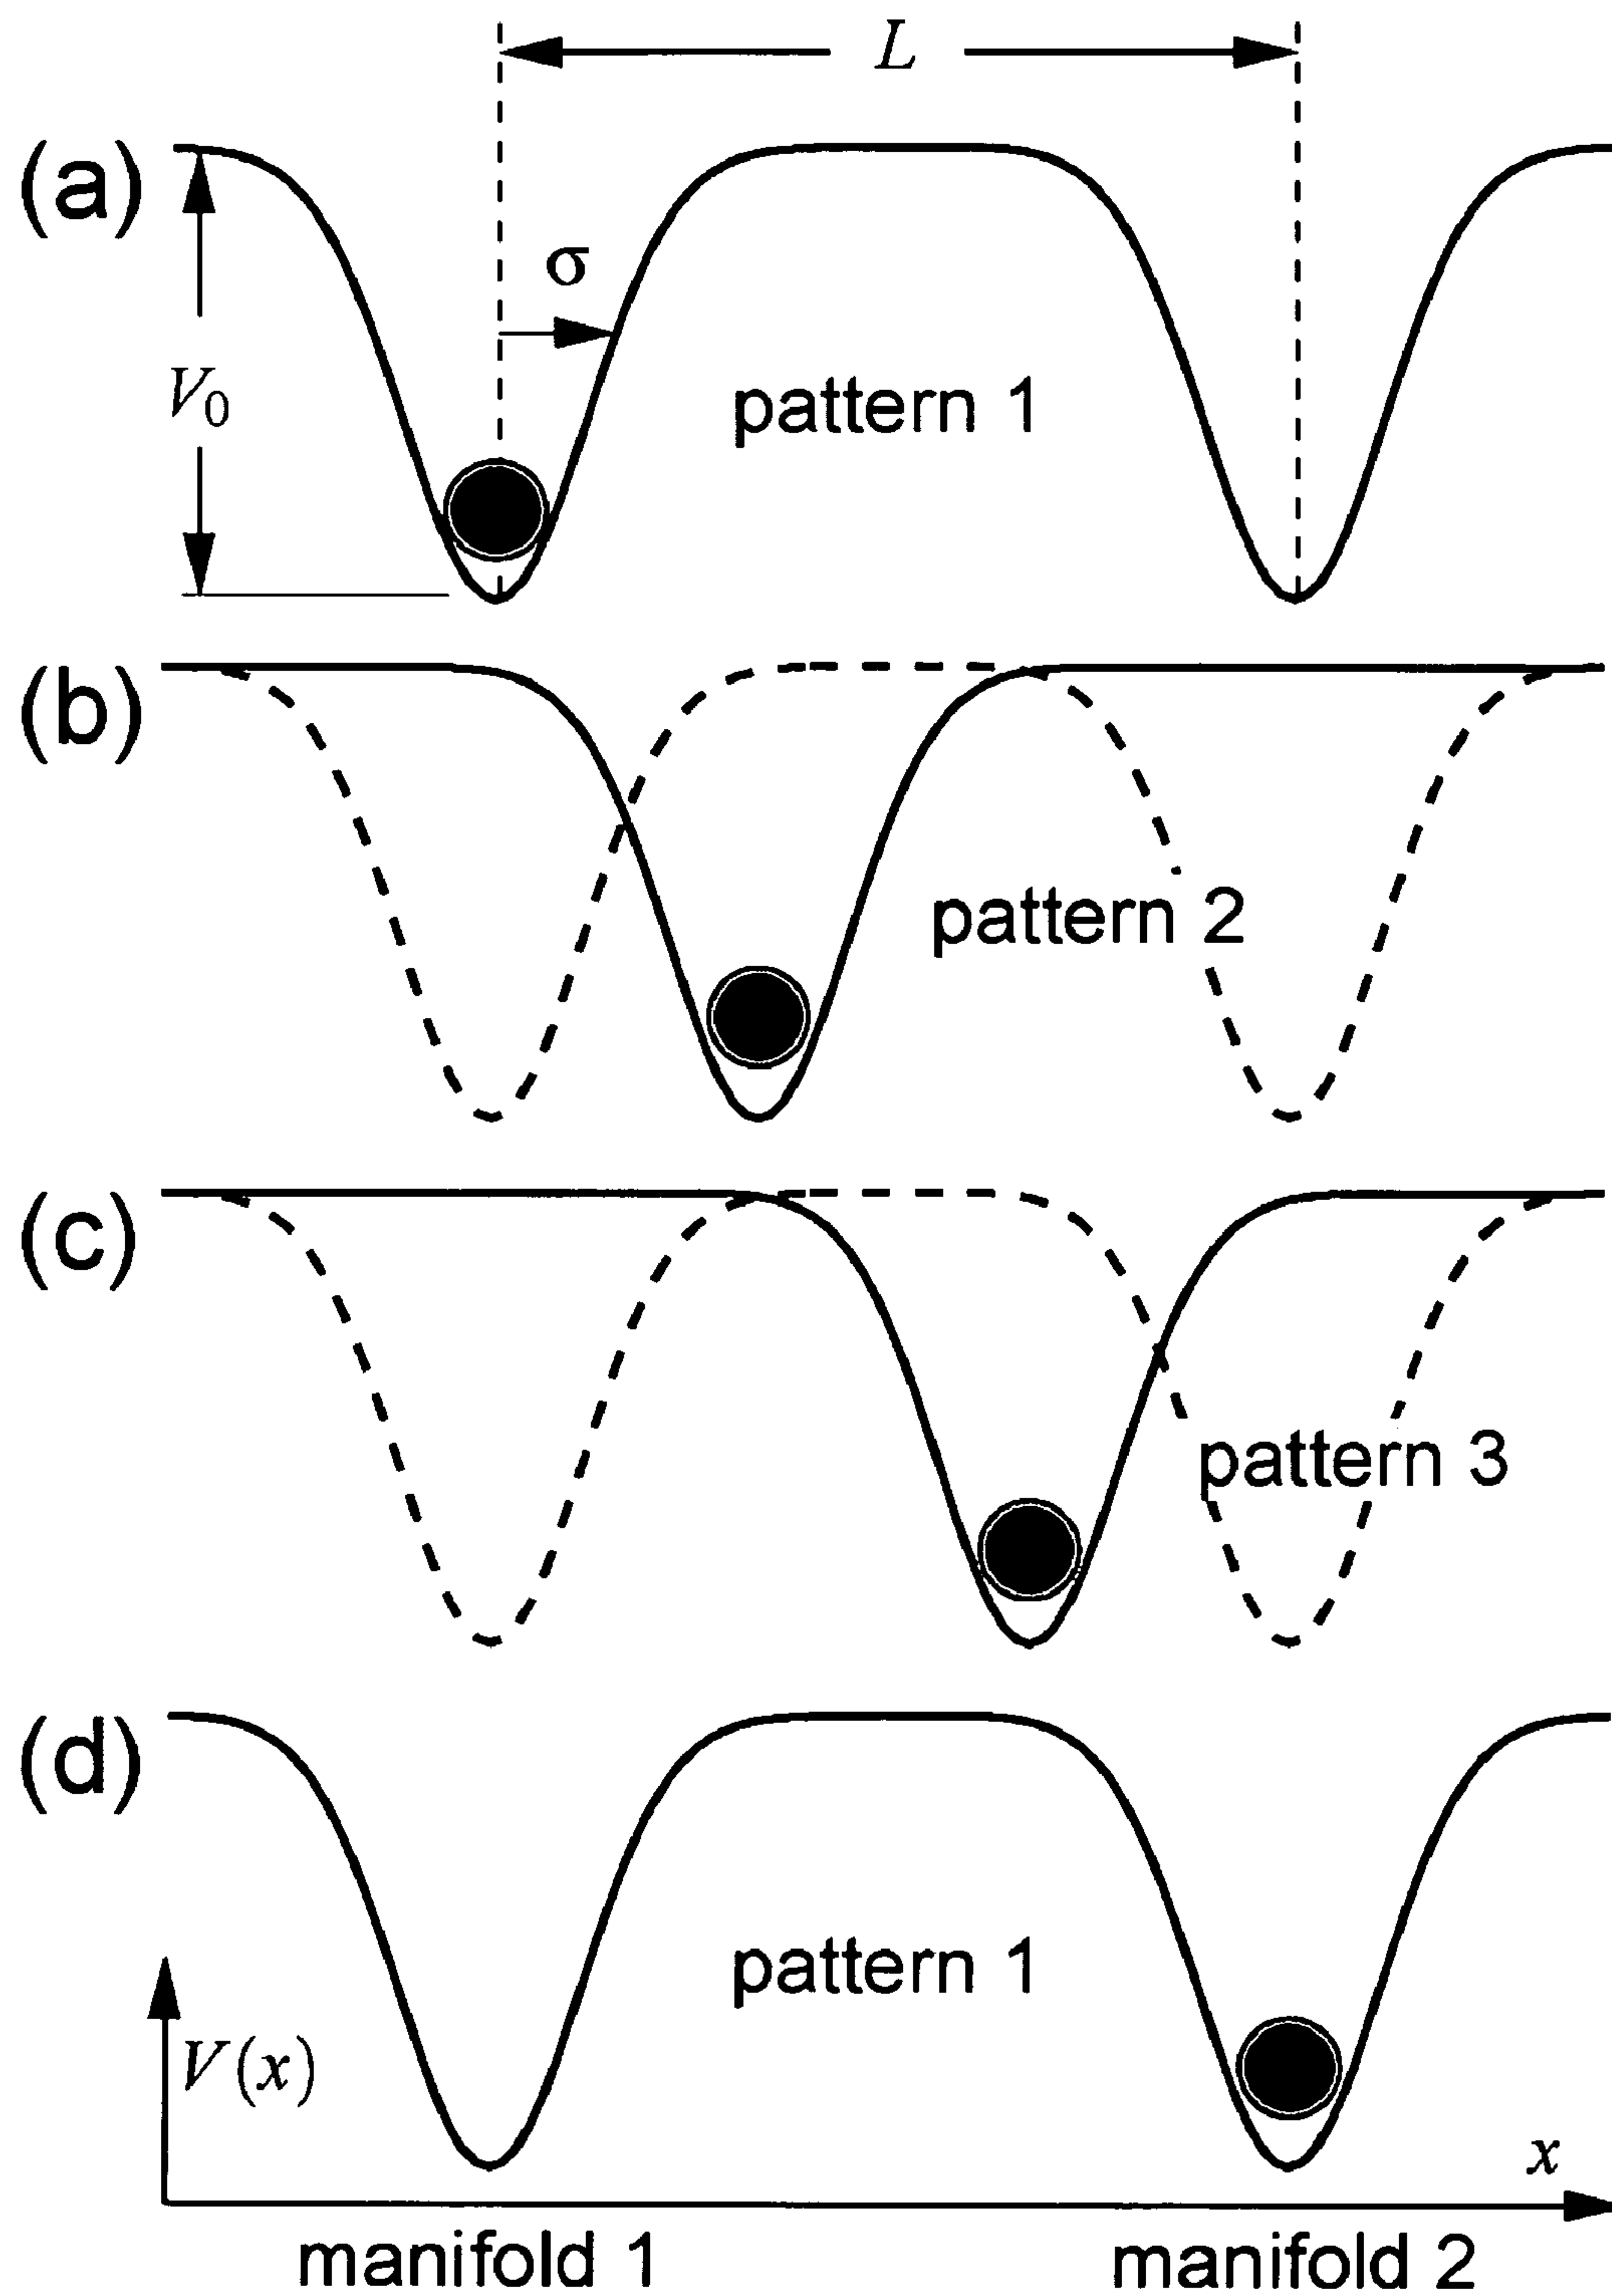 L
(a)
σ
V₀
pattern 1
(b)
pattern 2
(c)
pattern 3
(d)
pattern 1
V(x)
x
manifold 1 manifold 2